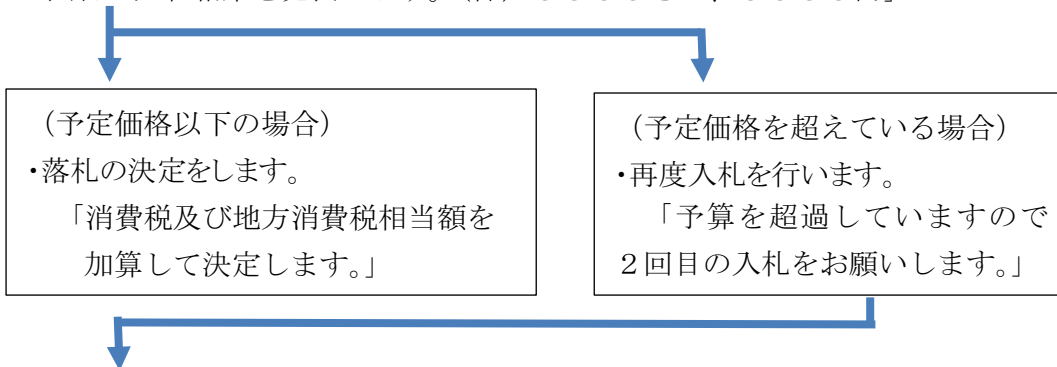 （予定価格以下の場合）
・落札の決定をします。
「消費税及び地方消費税相当額を
加算して決定します。」
（予定価格を超えている場合）
・再度入札を行います。
「予算を超過していますので
２回目の入札をお願いします。」